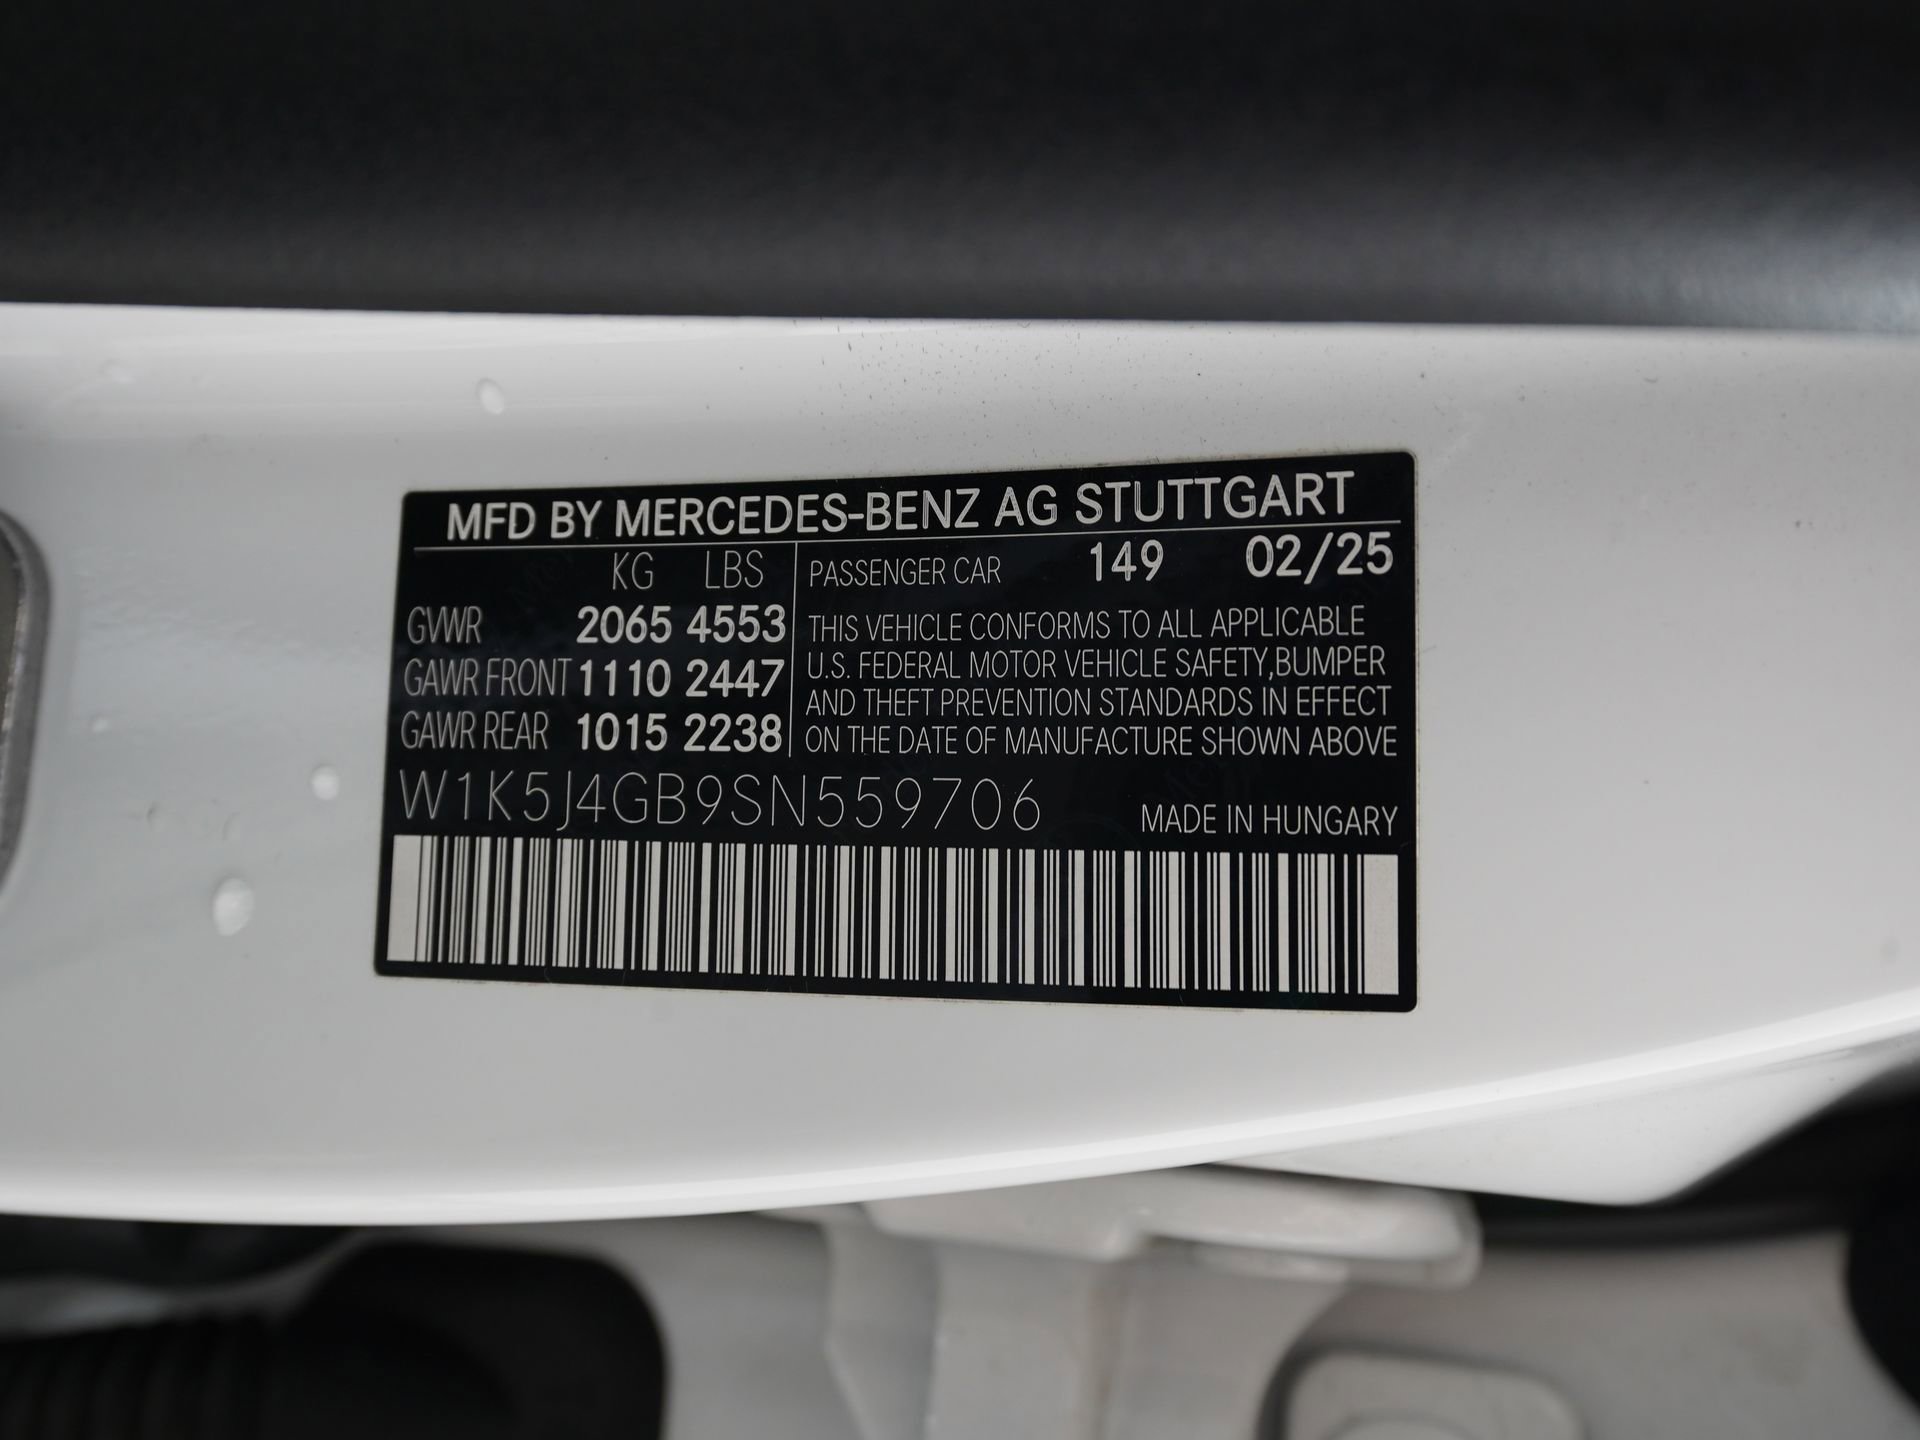 MFD BY MERCEDES-BENZ AG STUTTGART
KG LBS
GVWR 2065 4553
GAWR FRONT 1110 2447
GAWR REAR 1015 2238
PASSENGER CAR 149 02/25
THIS VEHICLE CONFORMS TO ALL APPLICABLE
U.S. FEDERAL MOTOR VEHICLE SAFETY,BUMPER
AND THEFT PREVENTION STANDARDS IN EFFECT
ON THE DATE OF MANUFACTURE SHOWN ABOVE
W1K5J4GB9SN559706
MADE IN HUNGARY